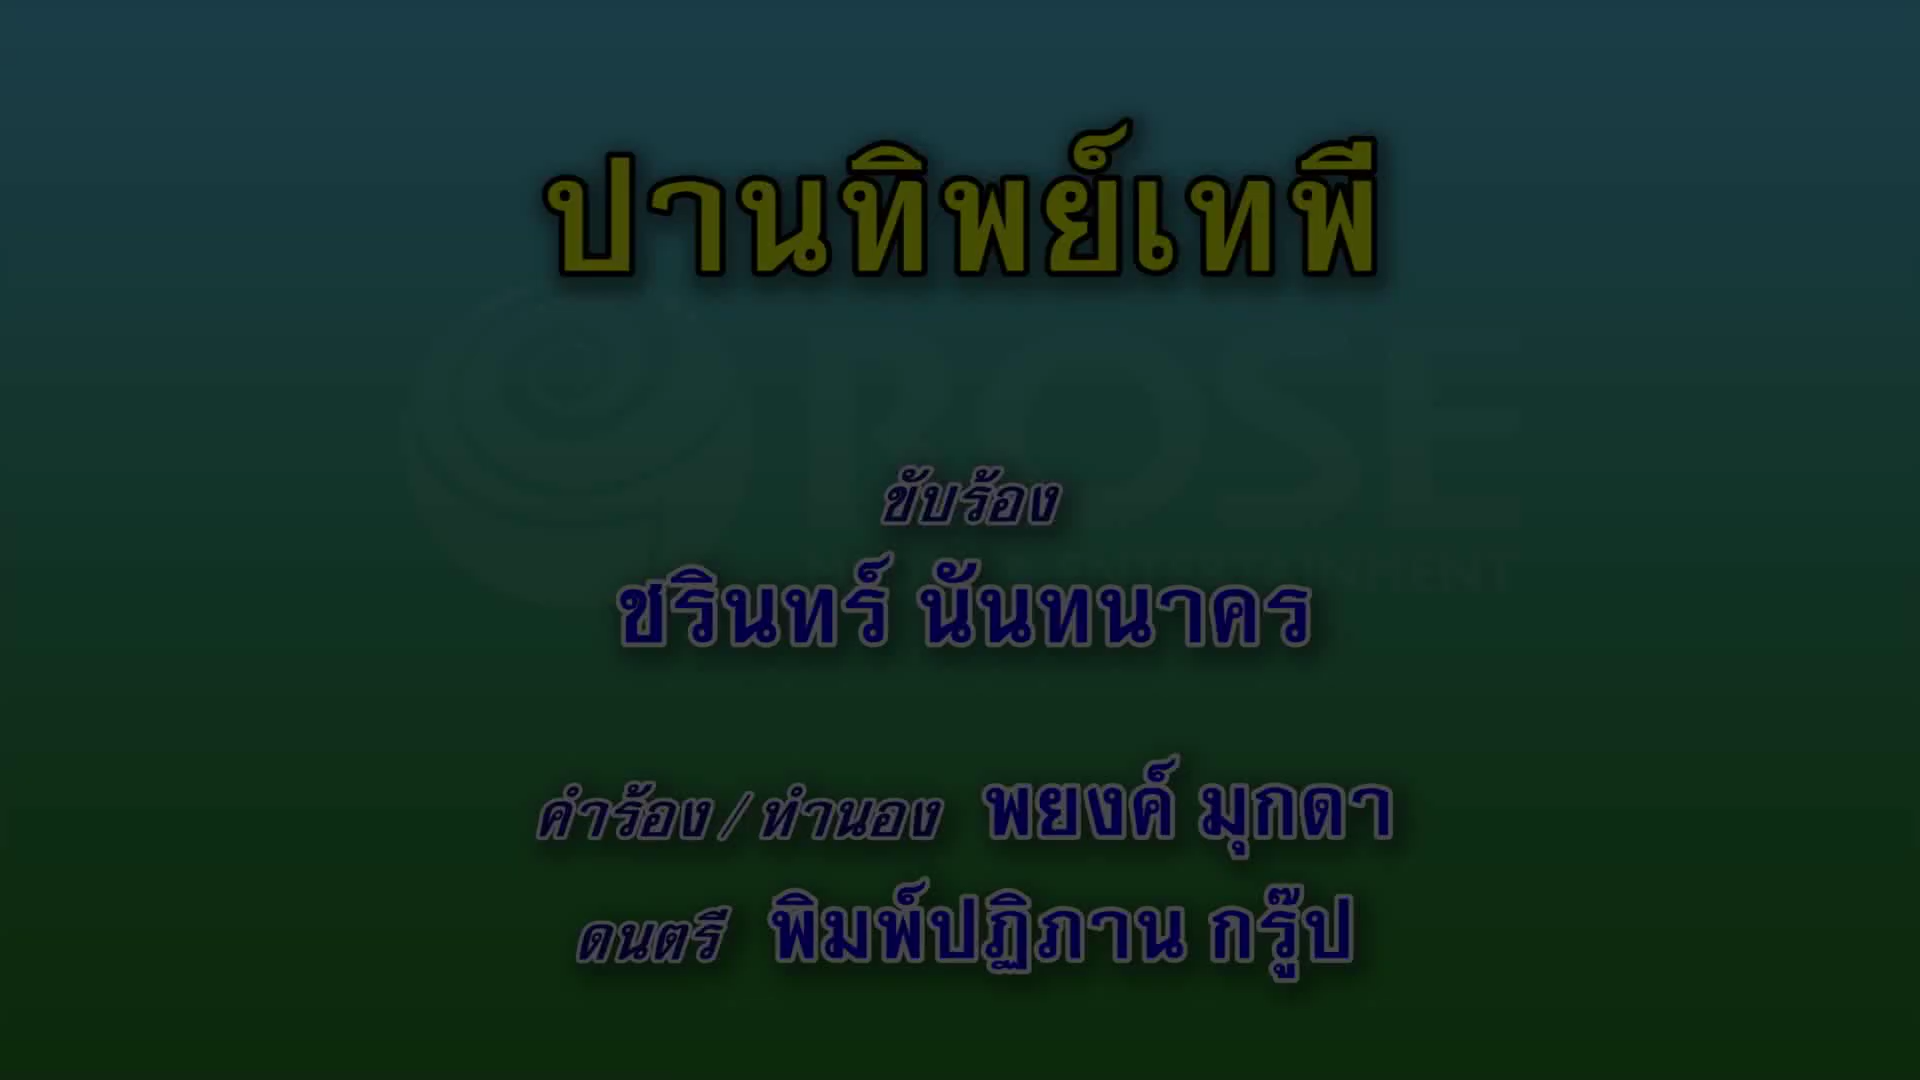 ปานทิพย์เทพี
ROSE
ENTERTAINMENT
ขับร้อง
ชรินทร์ นันทนาคร
คำร้อง / ทำนอง พยงค์ มุกดา
ดนตรี พิมพ์ปฏิภาน กรุ๊ป